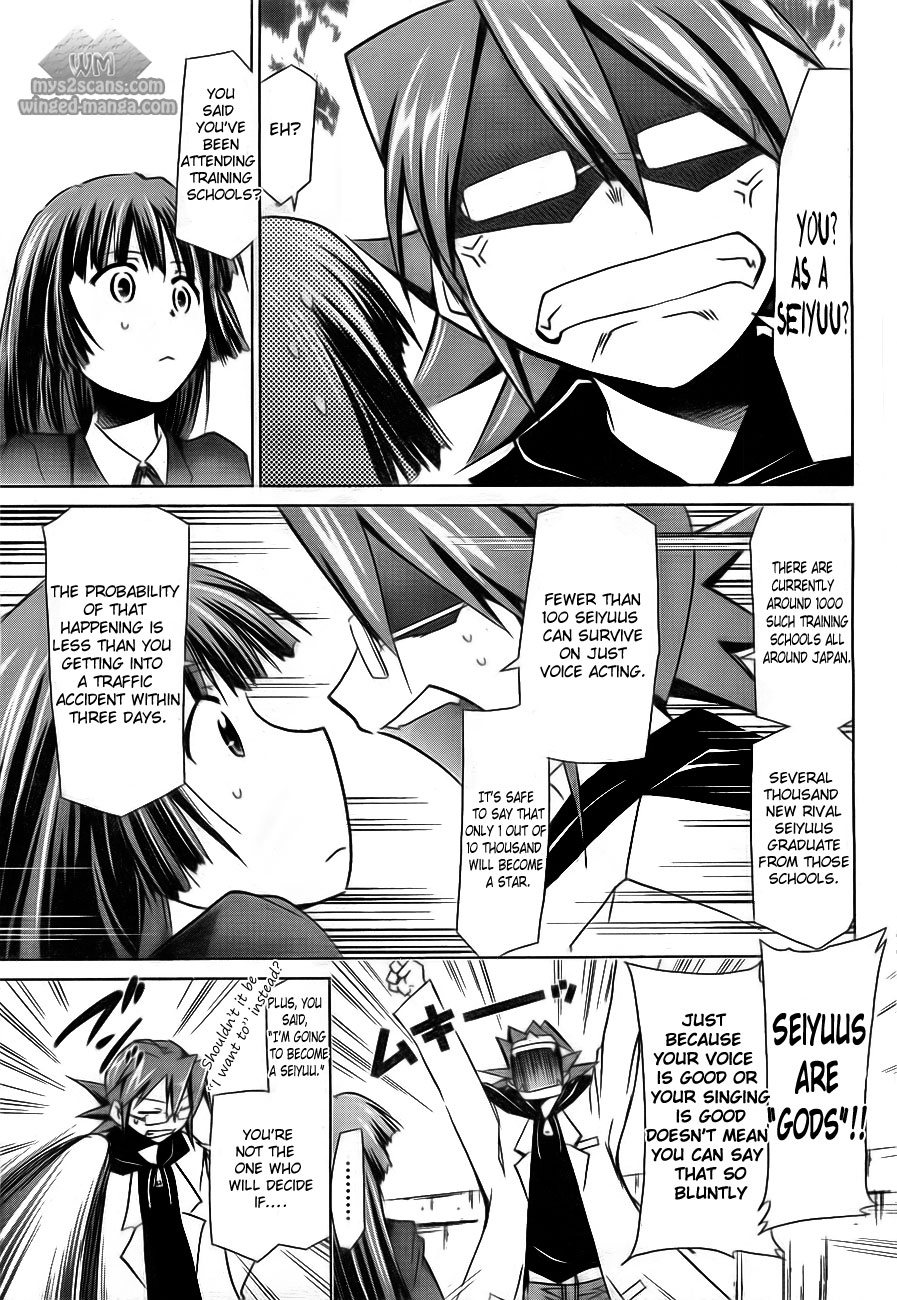 WM
mys2scans.com
winged-manga.com
YOU?
AS A
SEIYUU?
EH?
YOU
SAID
YOU'VE
BEEN
ATTENDING
TRAINING
SCHOOLS?
THERE ARE
CURRENTLY
AROUND 1000
SUCH TRAINING
SCHOOLS ALL
AROUND JAPAN.
SEVERAL
THOUSAND
NEW RIVAL
SEIYUUS
GRADUATE
FROM THOSE
SCHOOLS.
FEWER THAN
100 SEIYUUS
CAN SURVIVE
ON JUST
VOICE ACTING.
IT'S SAFE
TO SAY THAT
ONLY 1 OUT OF
10 THOUSAND
WILL BECOME
A STAR.
THE PROBABILITY
OF THAT
HAPPENING IS
LESS THAN YOU
GETTING INTO
A TRAFFIC
ACCIDENT WITHIN
THREE DAYS.
SEIYUUS
ARE
"GODS"!!
JUST
BECAUSE
YOUR VOICE
IS GOOD OR
YOUR SINGING
IS GOOD
DOESN'T MEAN
YOU CAN SAY
THAT SO
BLUNTLY
ムキーッ
........
PLUS, YOU
SAID,
"I'M GOING
TO BECOME
A SEIYUU."
Shouldn't it be
"I want to" instead?
YOU'RE
NOT THE
ONE WHO
WILL DECIDE
IF....